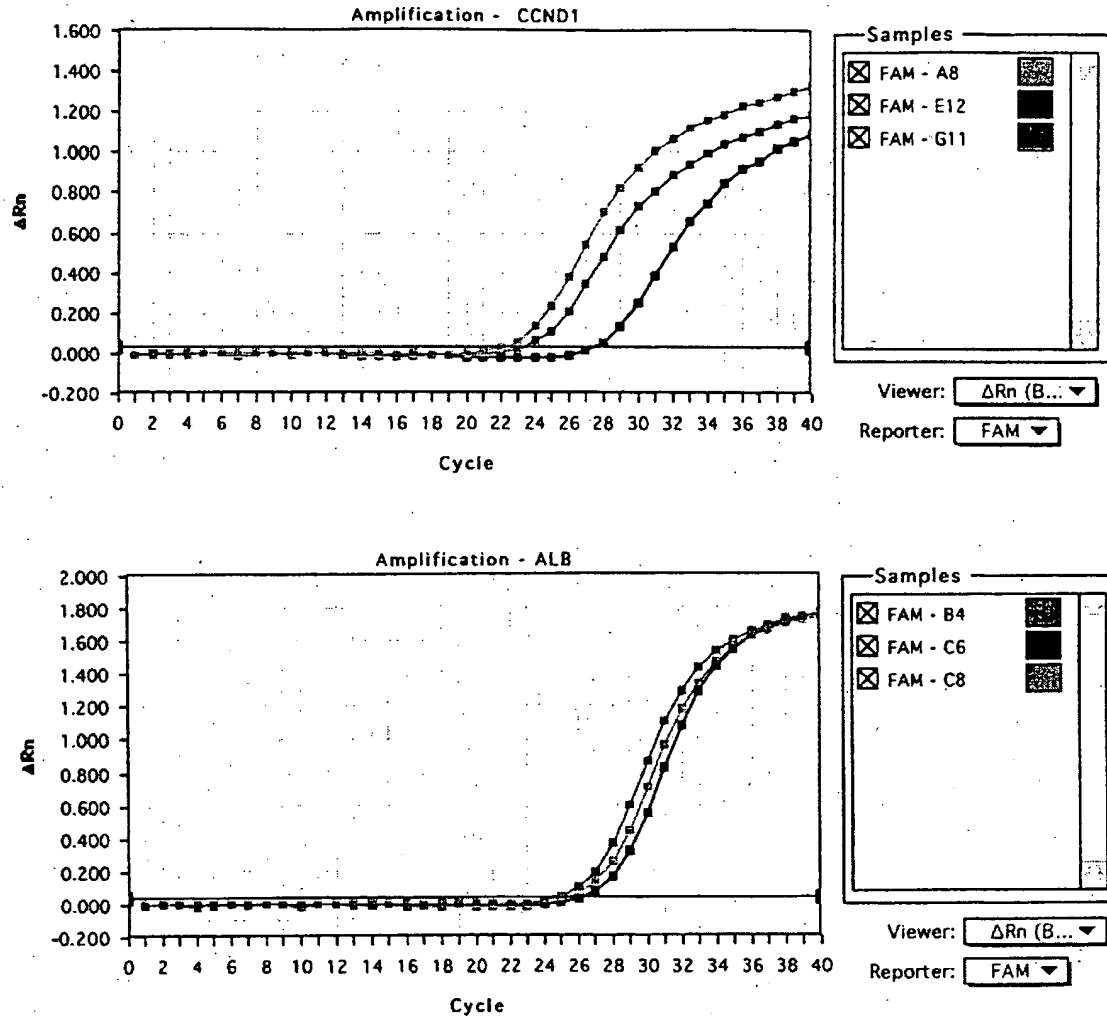 Amplification - CCND1
1.600
1.400
1.200
1.000
0.800
0.600
0.400
0.200
0.000
-0.200
ΔRn
0 2 4 6 8 10 12 14 16 18 20 22 24 26 28 30 32 34 36 38 40
Cycle
Samples
FAM - A8
FAM - E12
FAM - G11
Viewer: ΔRn (B...
Reporter: FAM
Amplification - ALB
2.000
1.800
1.600
1.400
1.200
1.000
0.800
0.600
0.400
0.200
0.000
-0.200
ΔRn
0 2 4 6 8 10 12 14 16 18 20 22 24 26 28 30 32 34 36 38 40
Cycle
Samples
FAM - B4
FAM - C6
FAM - C8
Viewer: ΔRn (B...
Reporter: FAM